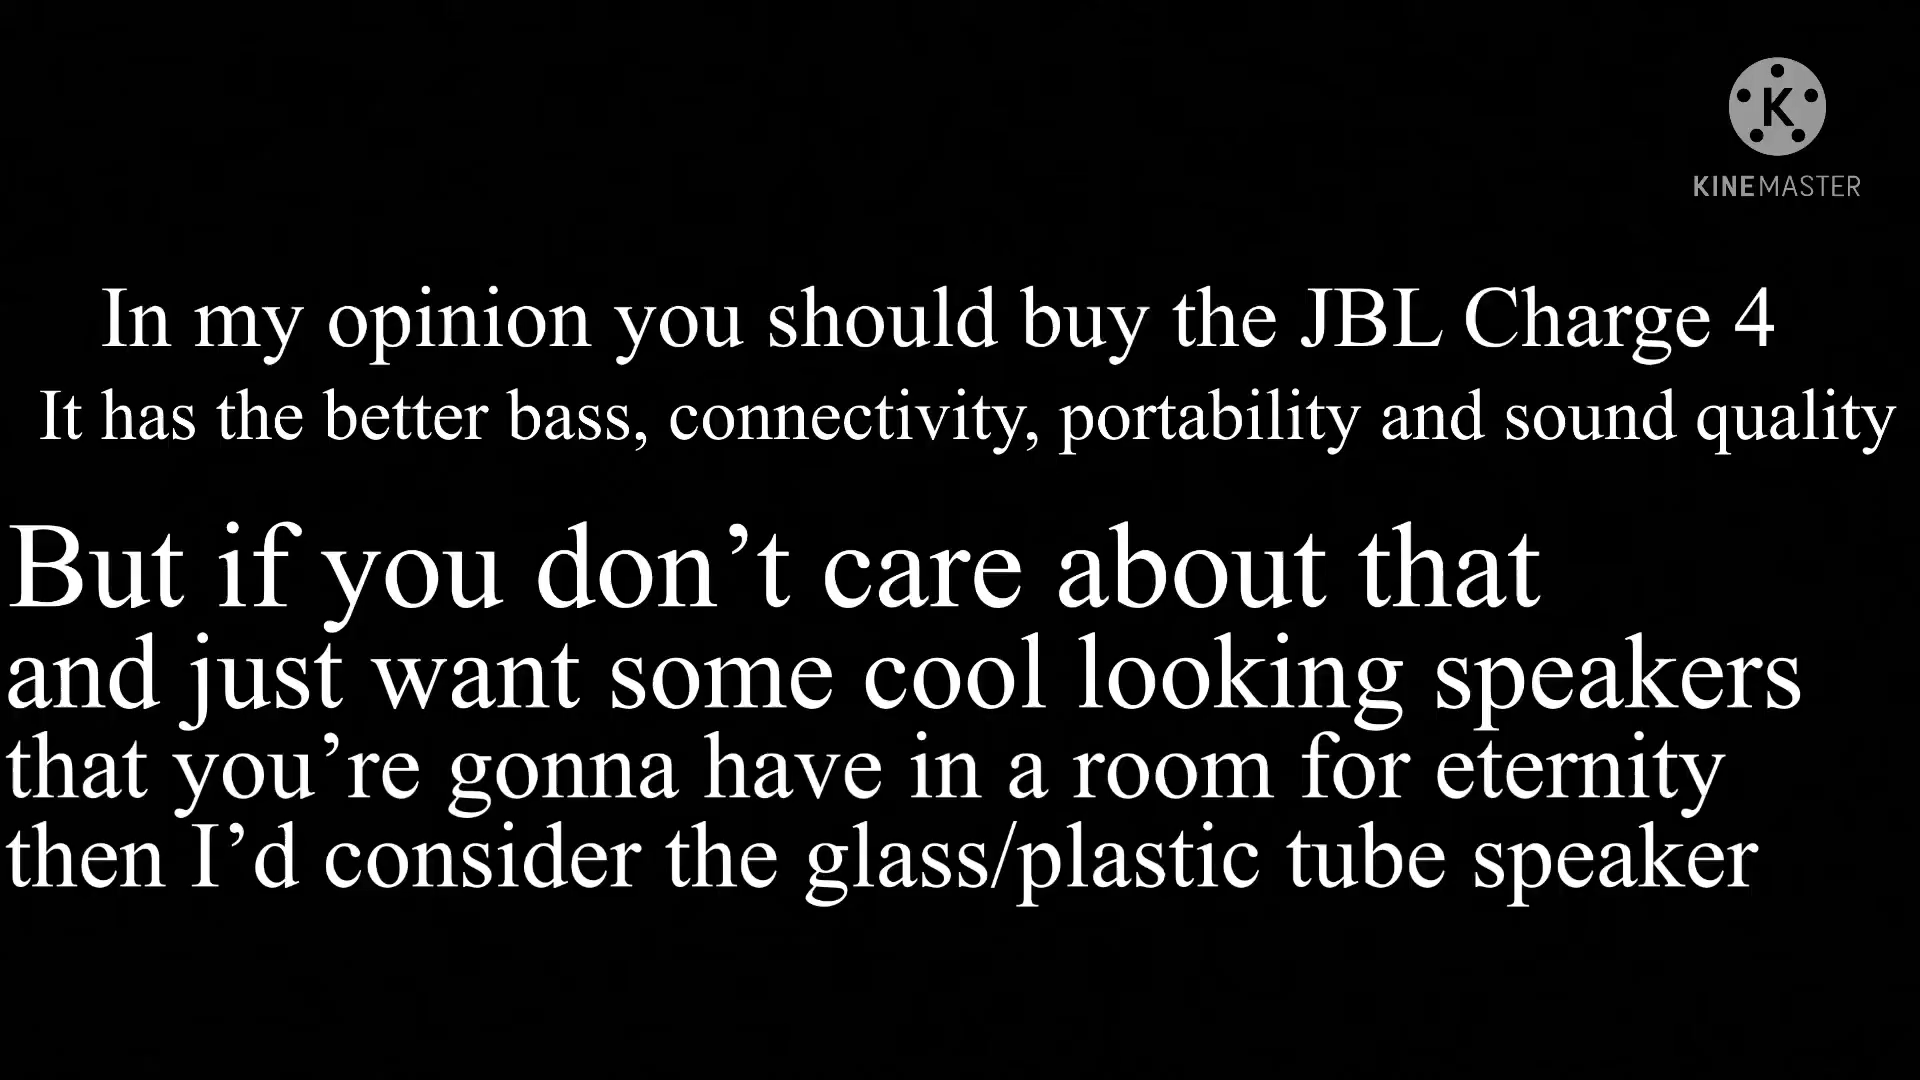 K
KINEMASTER
In my opinion you should buy the JBL Charge 4
It has the better bass, connectivity, portability and sound quality
But if you don’t care about that
and just want some cool looking speakers
that you’re gonna have in a room for eternity
then I’d consider the glass/plastic tube speaker